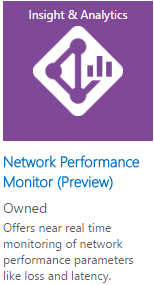 Insight & Analytics
Network Performance
Monitor (Preview)
Owned
Offers near real time
monitoring of network
performance parameters
like loss and latency.